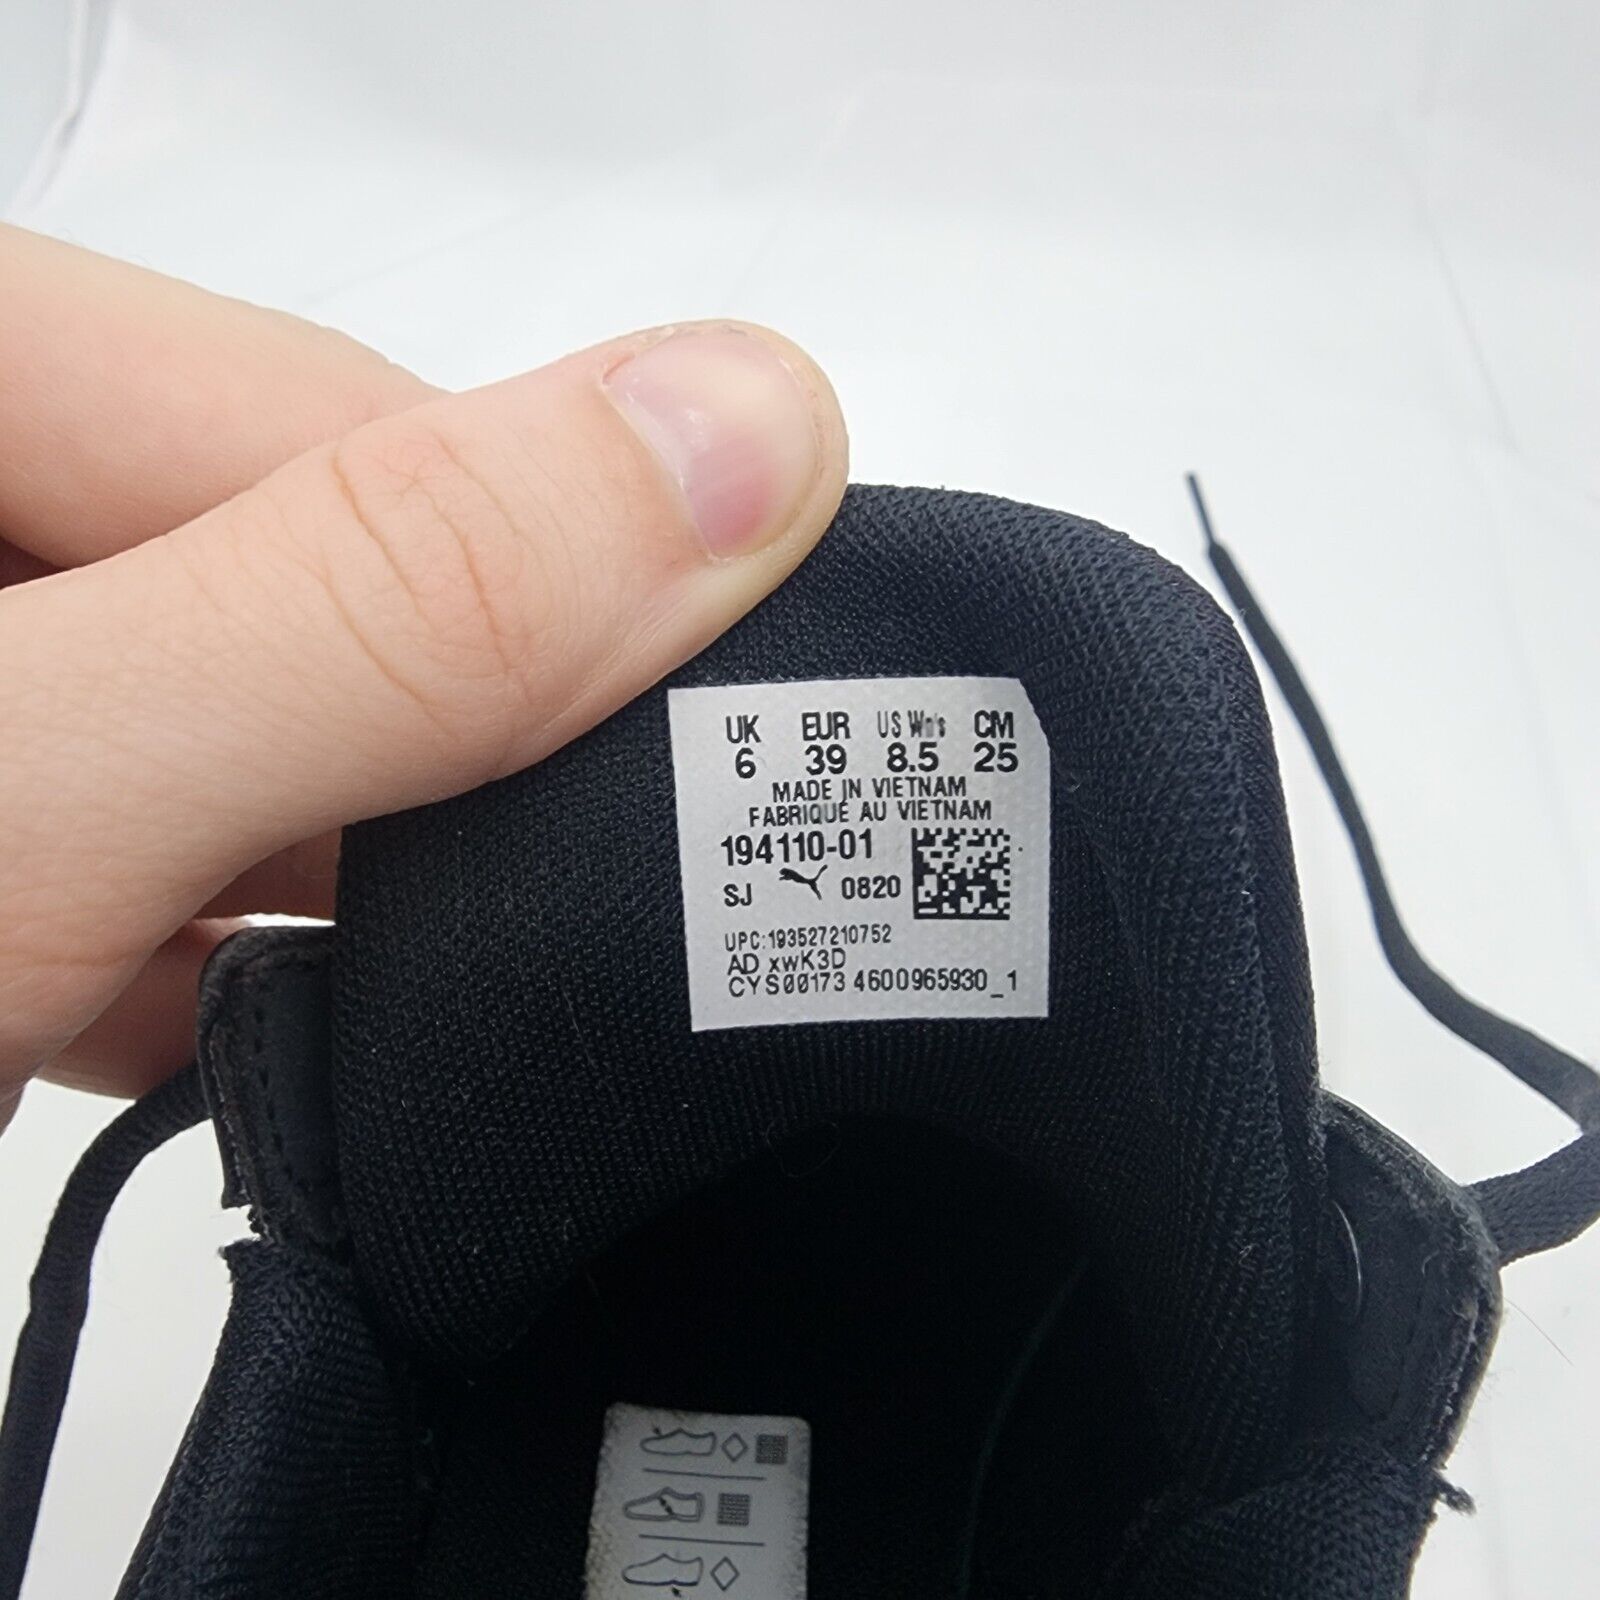 UK EUR US Wn's CM
6 39 8.5 25
MADE IN VIETNAM
FABRIQUÉ AU VIETNAM
194110-01
SJ 0820
UPC:193527210752
AD xwK3D
CYS00173 4600965930_1